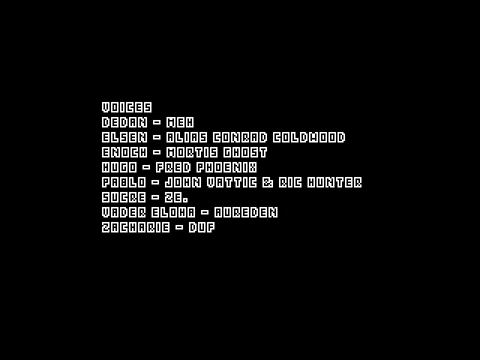 VOICES
DEDAN - MEH
ELSEN - ALIAS CONRAD COLDWOOD
ENOCH - MORTIS GHOST
HUGO - FRED PHOENIX
PABLO - JOHN VATTIC & RIC HUNTER
SUCRE - ZE.
VADER ELOHA - AUREDEN
ZACHARIE - DUF